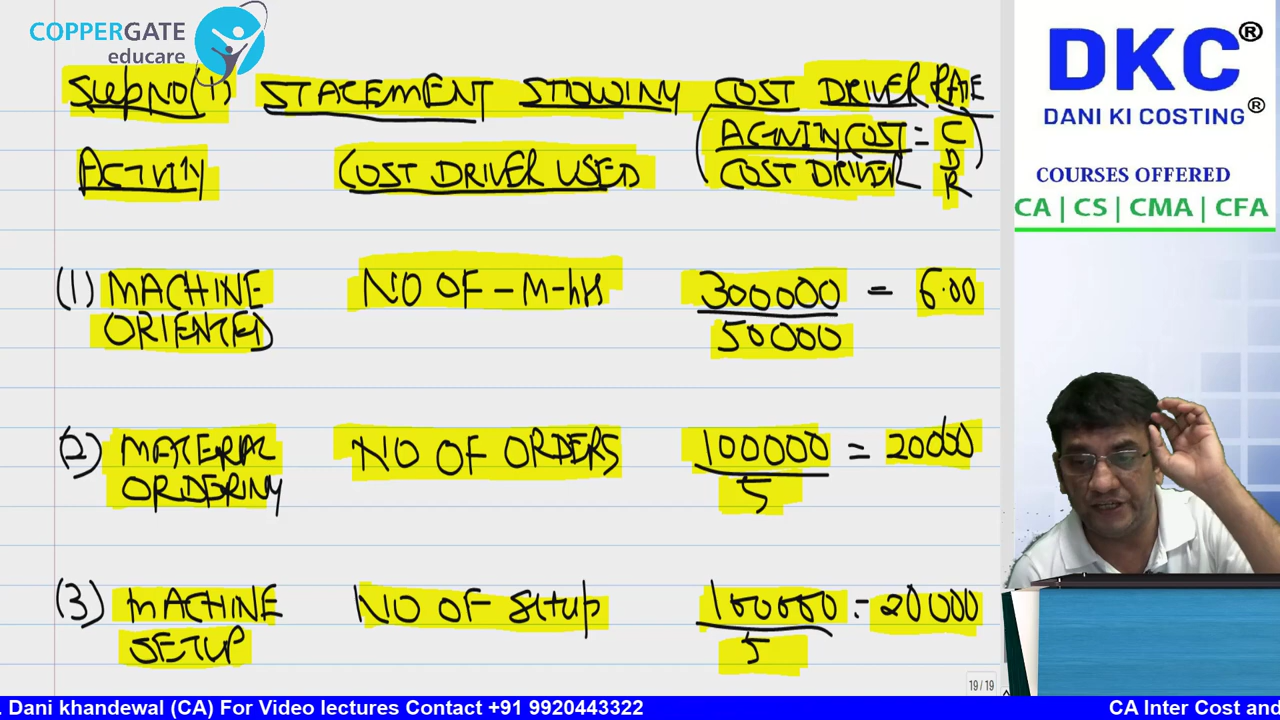 COPPERGATE
educare
Step NO (1) STATEMENT SHOWING COST DRIVER RATE
(ACTIVITY COST = C
COST DRIVER D
R)
ACTIVITY COST DRIVER USED
(1) MACHINE NO OF - M-hrs 300000 = 6.00
ORIENTED 50000
(2) MATERIAL NO OF ORDERS 100000 = 20000
ORDERING 5
(3) MACHINE NO OF Setup 100000 = 20000
SETUP 5
19 / 19
DKC®
DANI KI COSTING®
COURSES OFFERED
CA | CS | CMA | CFA
. Dani khandewal (CA) For Video lectures Contact +91 9920443322 CA Inter Cost and